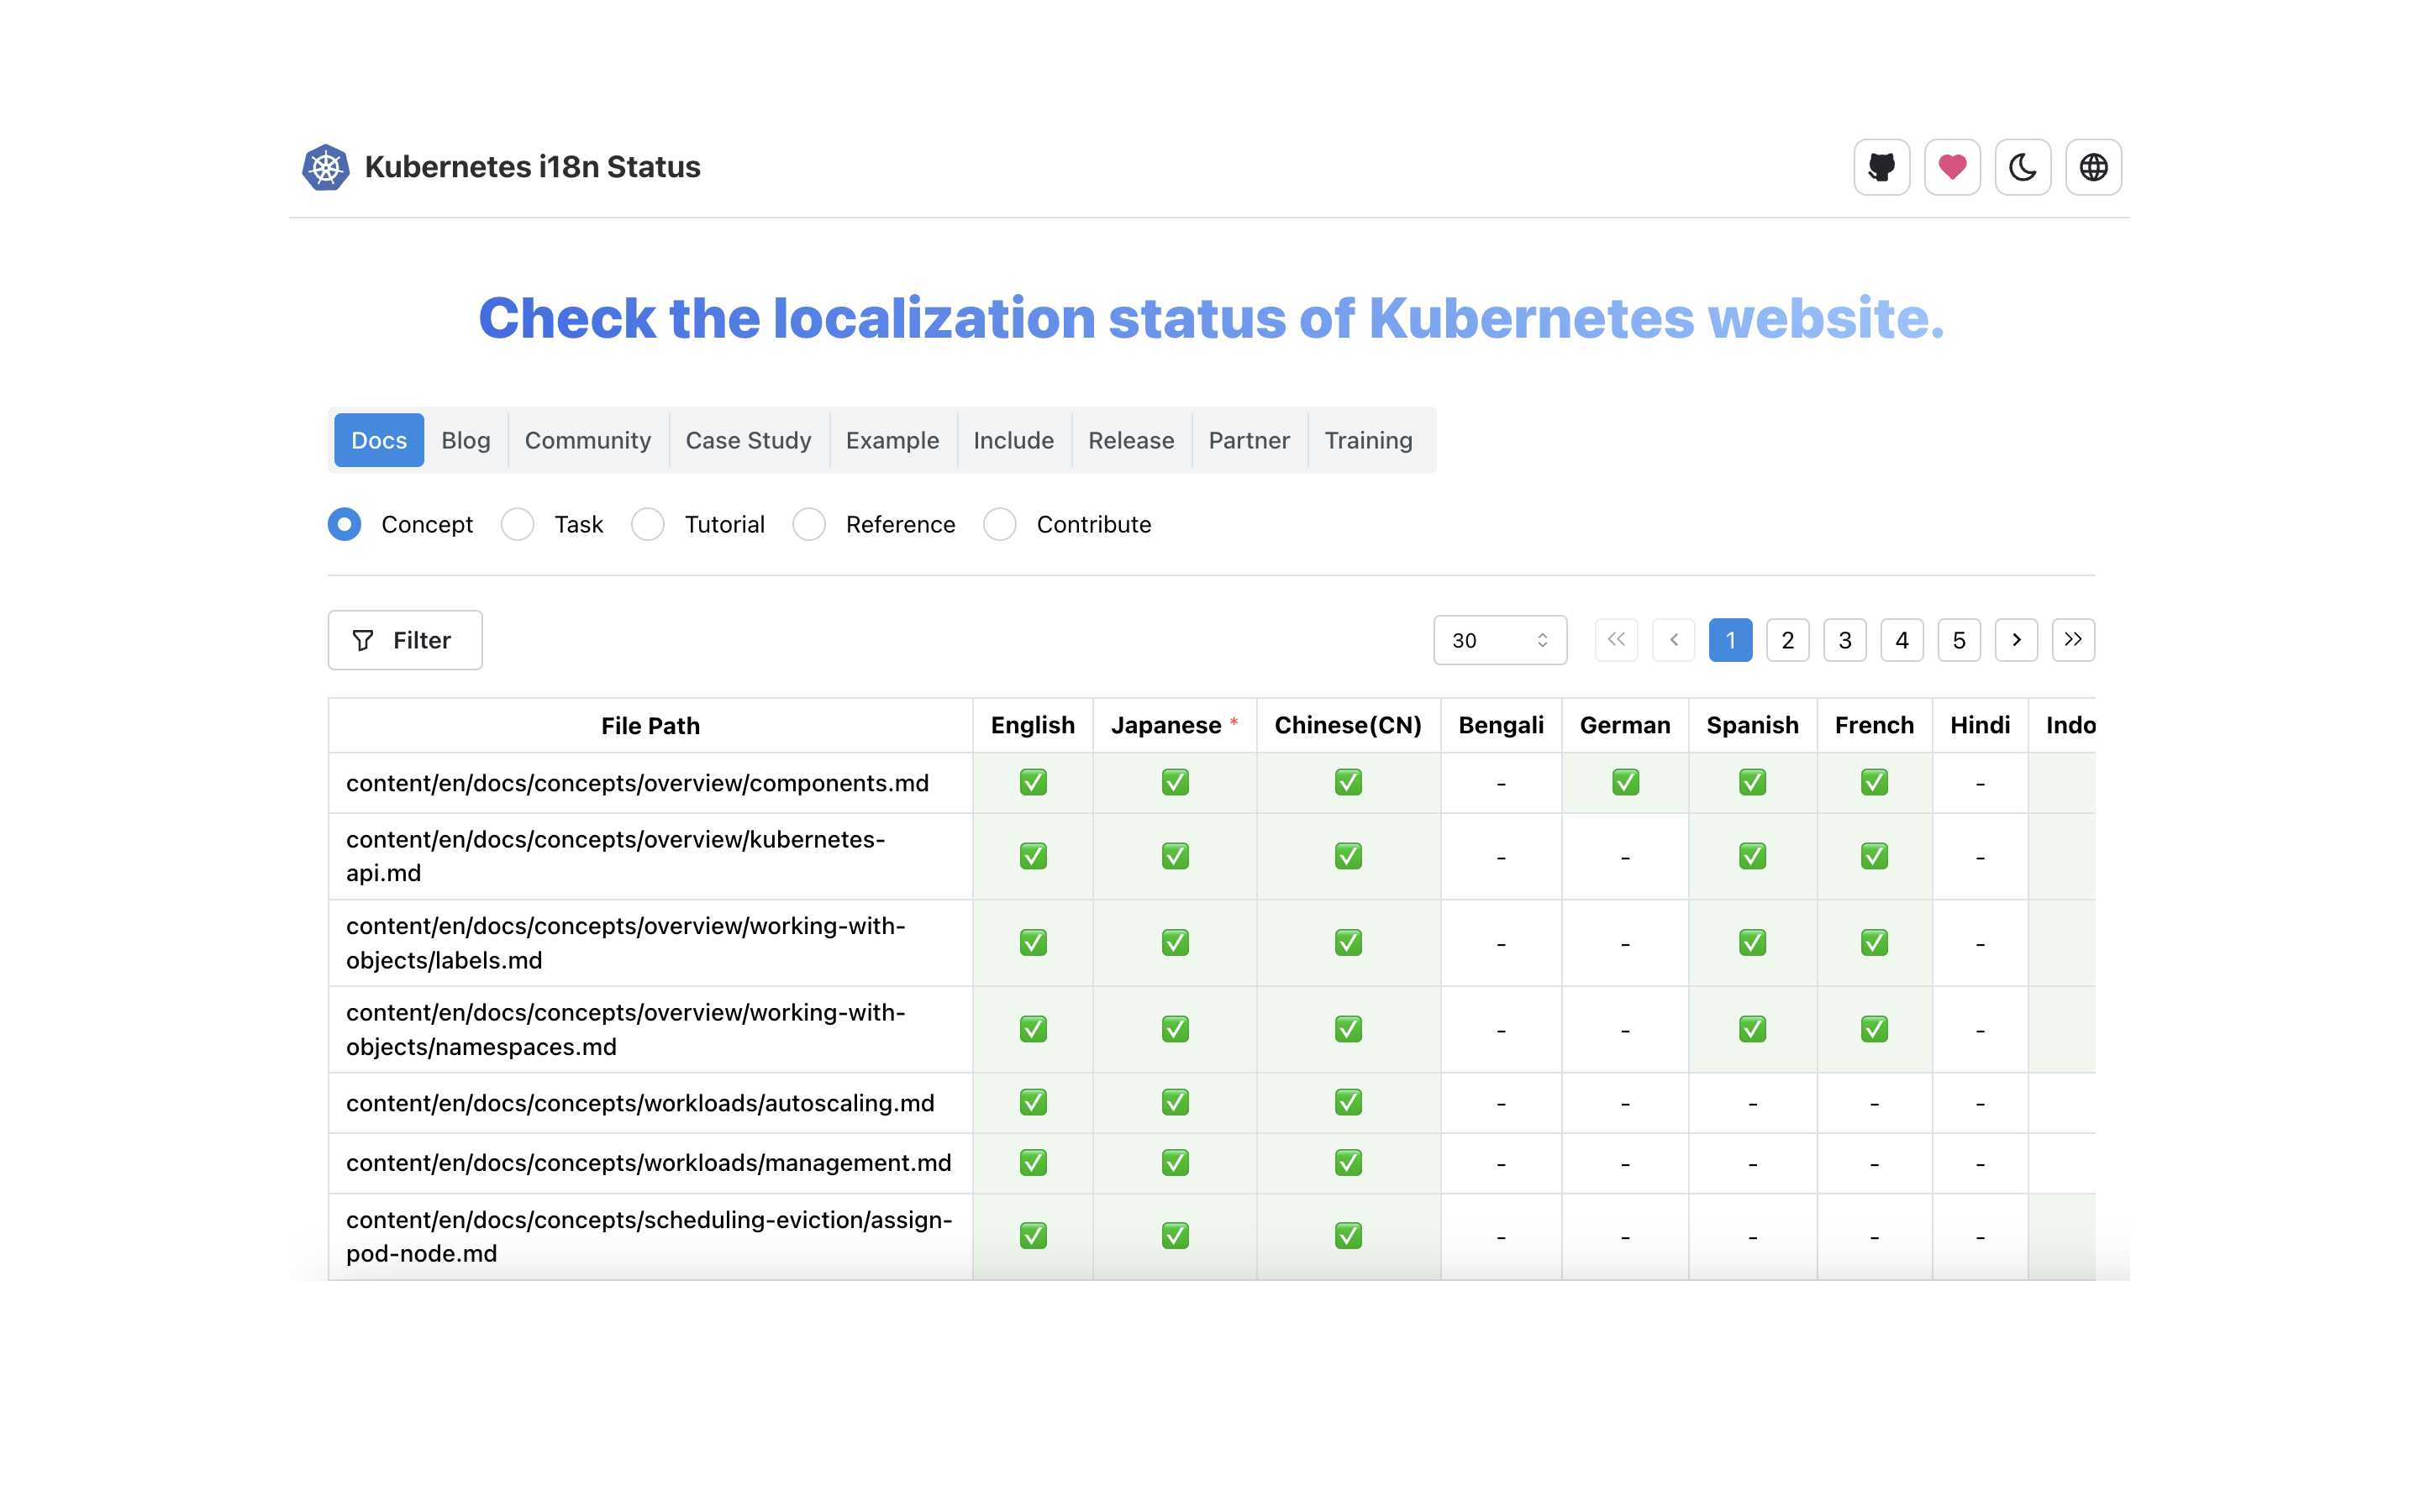 Kubernetes i18n Status
Check the localization status of Kubernetes website.
Docs Blog Community Case Study Example Include Release Partner Training
Concept Task Tutorial Reference Contribute
Filter 30 1 2 3 4 5
File Path English Japanese * Chinese(CN) Bengali German Spanish French Hindi Indo
content/en/docs/concepts/overview/components.md ✅ ✅ ✅ - ✅ ✅ ✅ -
content/en/docs/concepts/overview/kubernetes-
api.md ✅ ✅ ✅ - - ✅ ✅ -
content/en/docs/concepts/overview/working-with-
objects/labels.md ✅ ✅ ✅ - - ✅ ✅ -
content/en/docs/concepts/overview/working-with-
objects/namespaces.md ✅ ✅ ✅ - - ✅ ✅ -
content/en/docs/concepts/workloads/autoscaling.md ✅ ✅ ✅ - - - - -
content/en/docs/concepts/workloads/management.md ✅ ✅ ✅ - - - - -
content/en/docs/concepts/scheduling-eviction/assign-
pod-node.md ✅ ✅ ✅ - - - - -